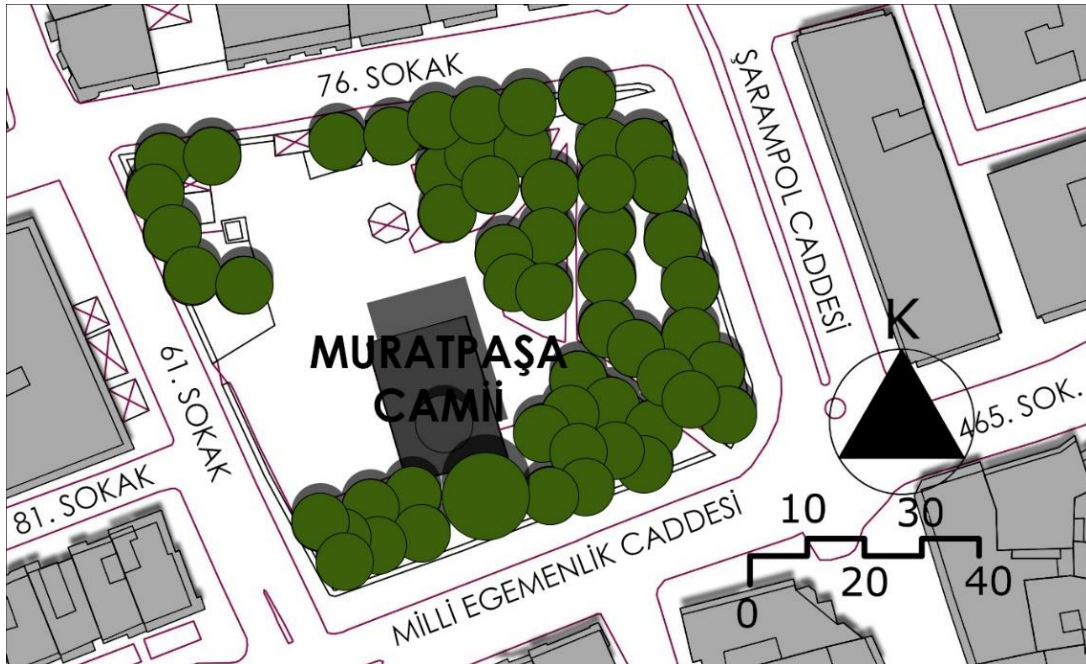 76. SOKAK
ŞARAMPOL CADDESİ
K
MURATPAŞA
CAMİİ
61. SOKAK
465. SOK.
81. SOKAK
MİLLİ EGEMENLİK CADDESİ
10 30
20 40
0